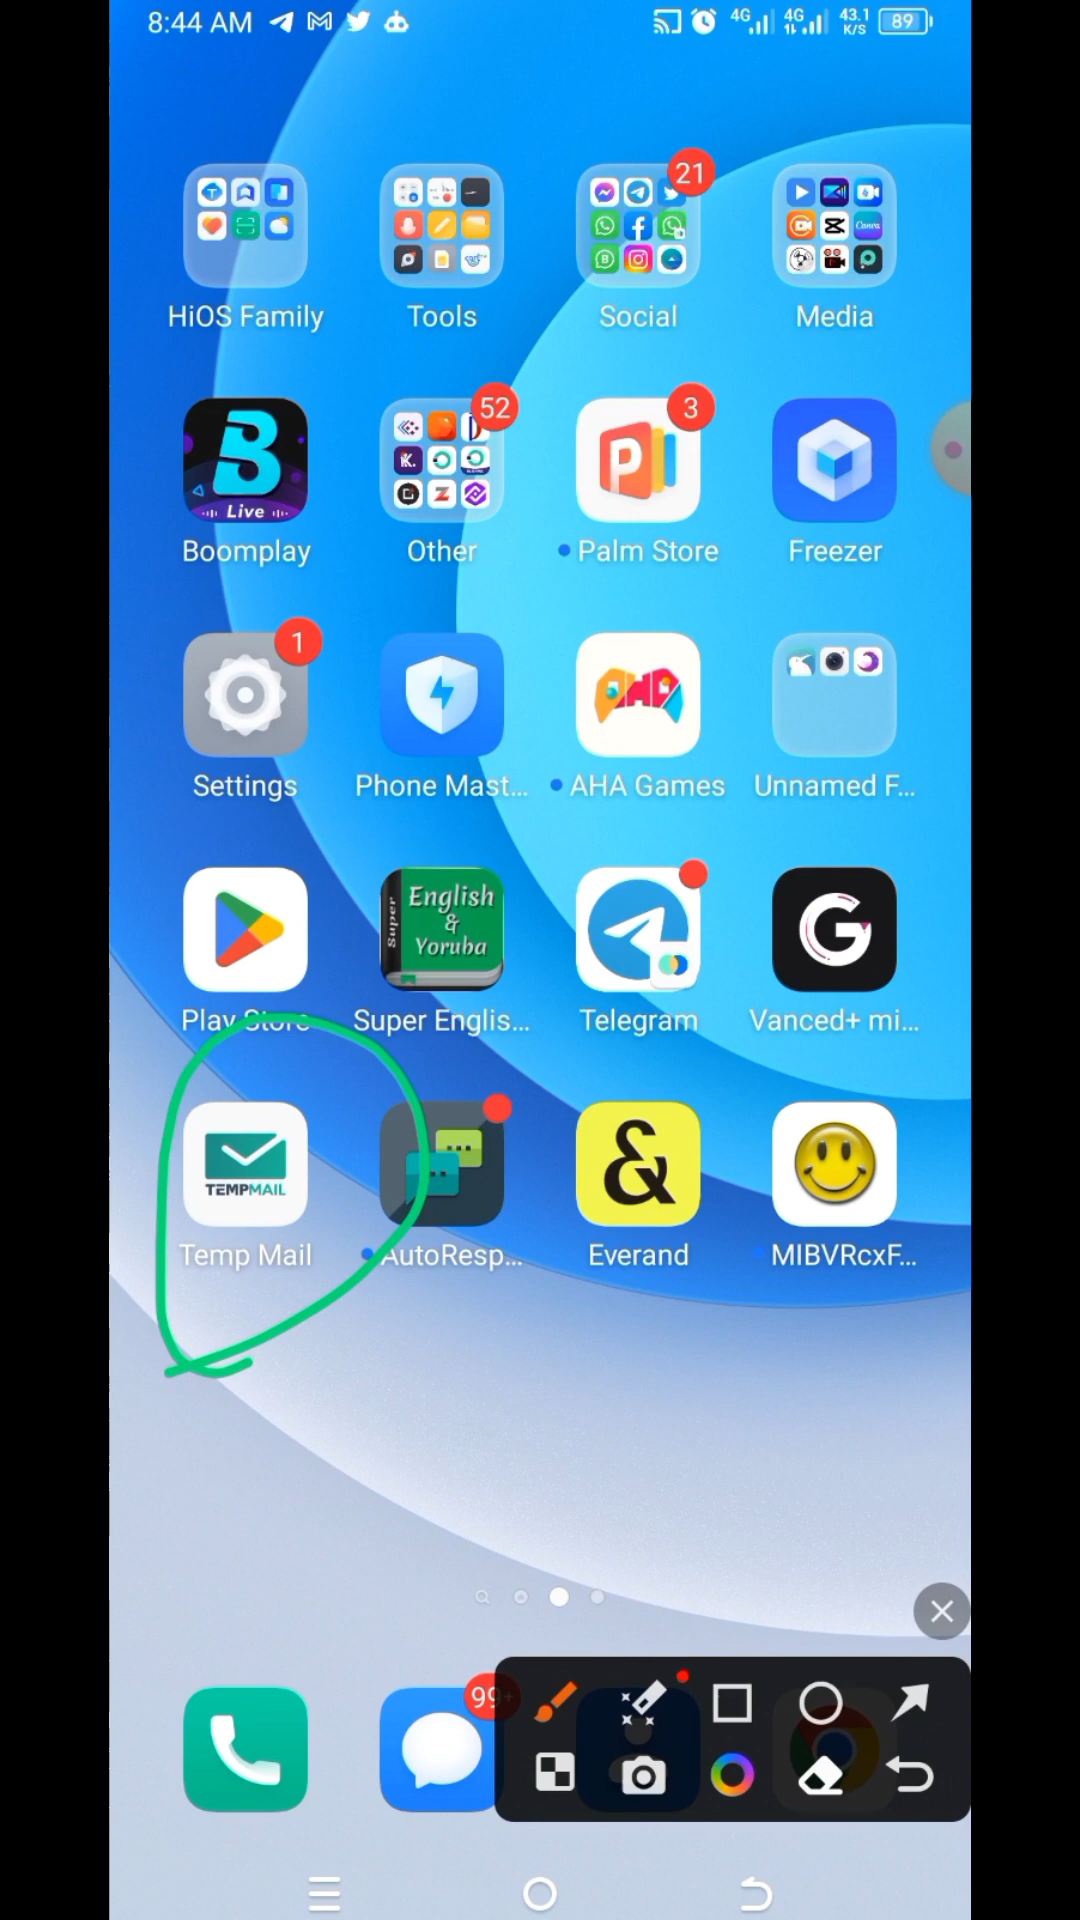 8:44 AM 4G 4G 43.1 K/S 89
21
HiOS Family Tools Social Media
52 3
B Live P
Canva
Boomplay Other Palm Store Freezer
1
AHA
Settings Phone Mast... AHA Games Unnamed F...
Super English & Yoruba G
Play Store Super Englis... Telegram Vanced+ mi...
TEMPMAIL &
Temp Mail AutoResp... Everand MIBVRcxF...
99+